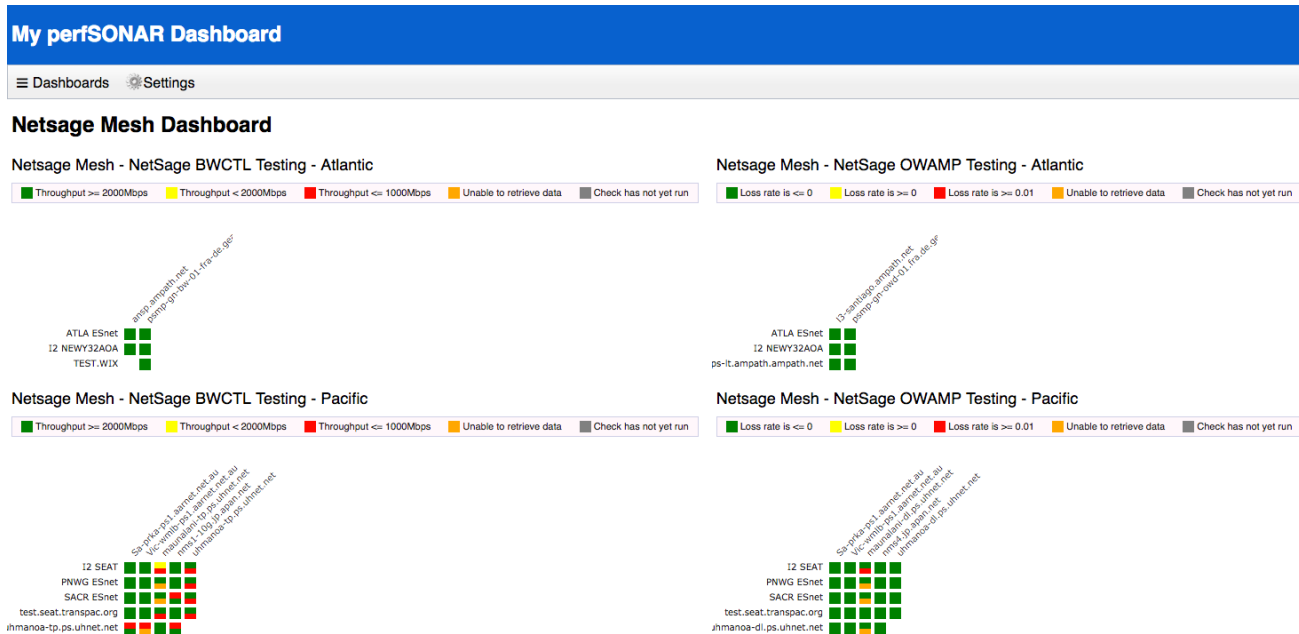 My perfSONAR Dashboard
Dashboards Settings
Netsage Mesh Dashboard
Netsage Mesh - NetSage BWCTL Testing - Atlantic
Throughput >= 2000Mbps Throughput < 2000Mbps Throughput <= 1000Mbps Unable to retrieve data Check has not yet run
ansp.ampath.net
psmp-gn-bw-01-fra-de.gea
ATLA ESnet
I2 NEWY32AOA
TEST.WIX
Netsage Mesh - NetSage OWAMP Testing - Atlantic
Loss rate is <= 0 Loss rate is >= 0 Loss rate is >= 0.01 Unable to retrieve data Check has not yet run
l3-santiago.ampath.net
psmp-gn-owd-01.fra.de.ge
ATLA ESnet
I2 NEWY32AOA
ps-lt.ampath.ampath.net
Netsage Mesh - NetSage BWCTL Testing - Pacific
Throughput >= 2000Mbps Throughput < 2000Mbps Throughput <= 1000Mbps Unable to retrieve data Check has not yet run
Sa-prka-ps1.aarnet.net.au
Vic-wmlb-ps1.aarnet.net.au
maunalani-tp.ps.uhnet.net
nms1-10g.jp.apan.net
uhmanoa-tp.ps.uhnet.net
I2 SEAT
PNWG ESnet
SACR ESnet
test.seat.transpac.org
uhmanoa-tp.ps.uhnet.net
Netsage Mesh - NetSage OWAMP Testing - Pacific
Loss rate is <= 0 Loss rate is >= 0 Loss rate is >= 0.01 Unable to retrieve data Check has not yet run
Sa-prka-ps1.aarnet.net.au
Vic-wmlb-ps1.aarnet.net.au
maunalani-dl.ps.uhnet.net
nms4.jp.apan.net
uhmanoa-dl.ps.uhnet.net
I2 SEAT
PNWG ESnet
SACR ESnet
test.seat.transpac.org
uhmanoa-dl.ps.uhnet.net